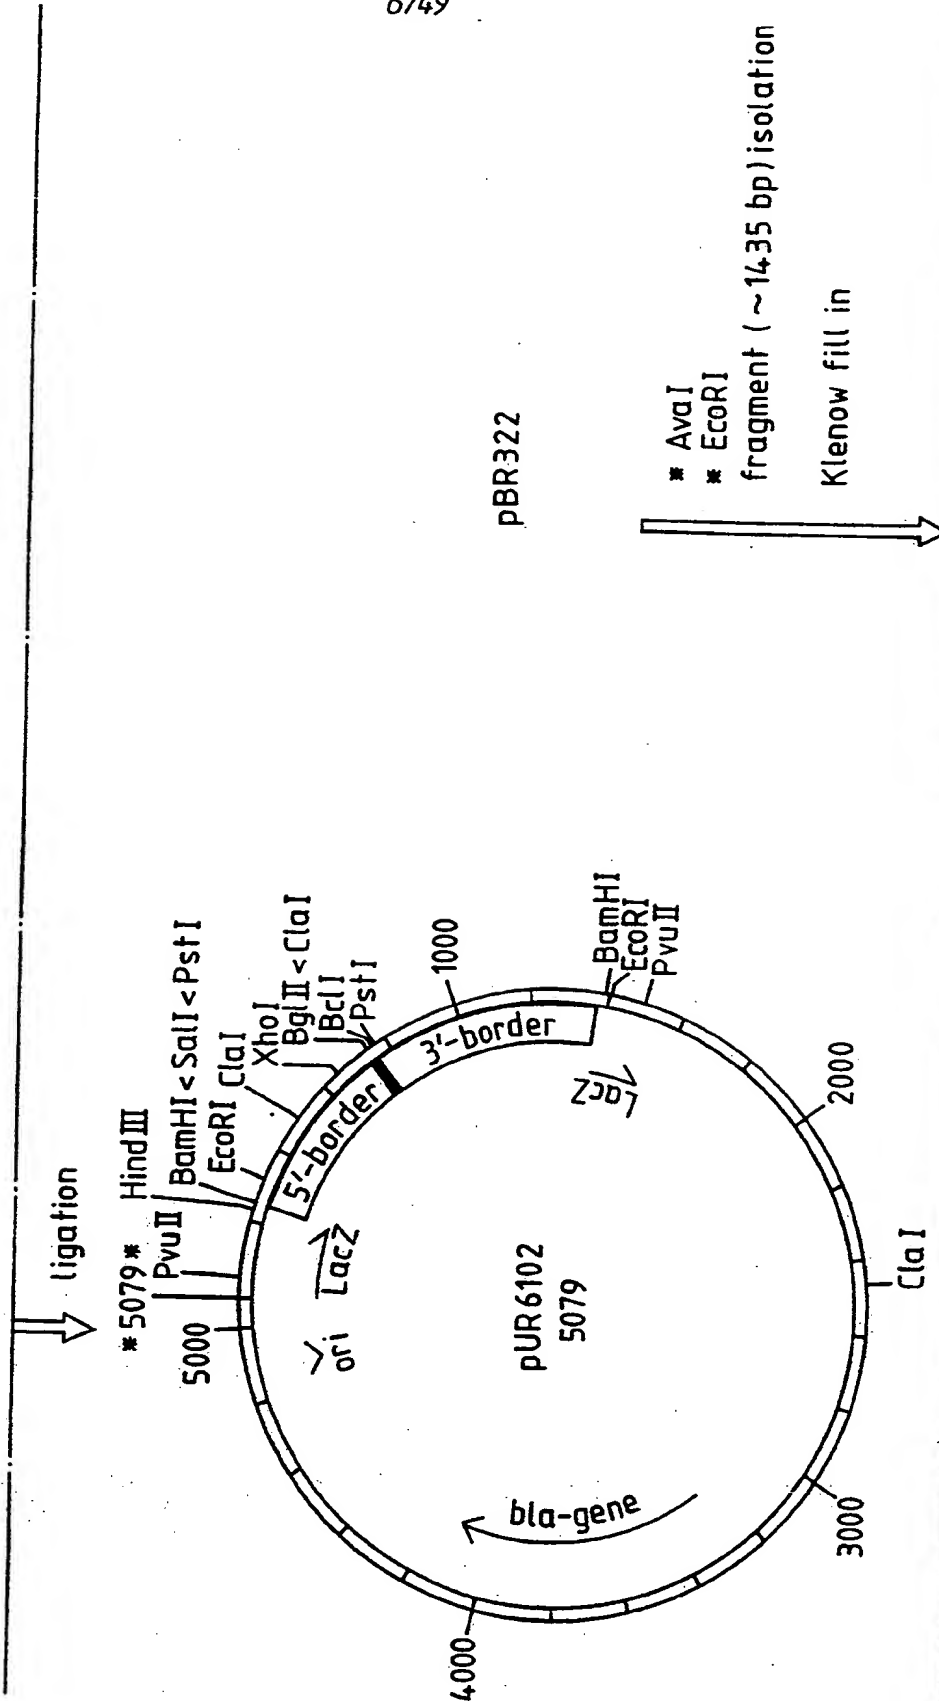 6/49
ligation
*5079*
5000
PvuII
HindIII
BamHI<SalI<PstI
EcoRI
ClaI
XhoI
BglII<ClaI
BclI
PstI
1000
BamHI
EcoRI
PvuII
2000
ClaI
3000
4000
5'-border
3'-border
LacZ
LacZ
ori
bla-gene
pUR6102
5079
pBR322
* AvaI
* EcoRI
fragment (~1435 bp) isolation
Klenow fill in